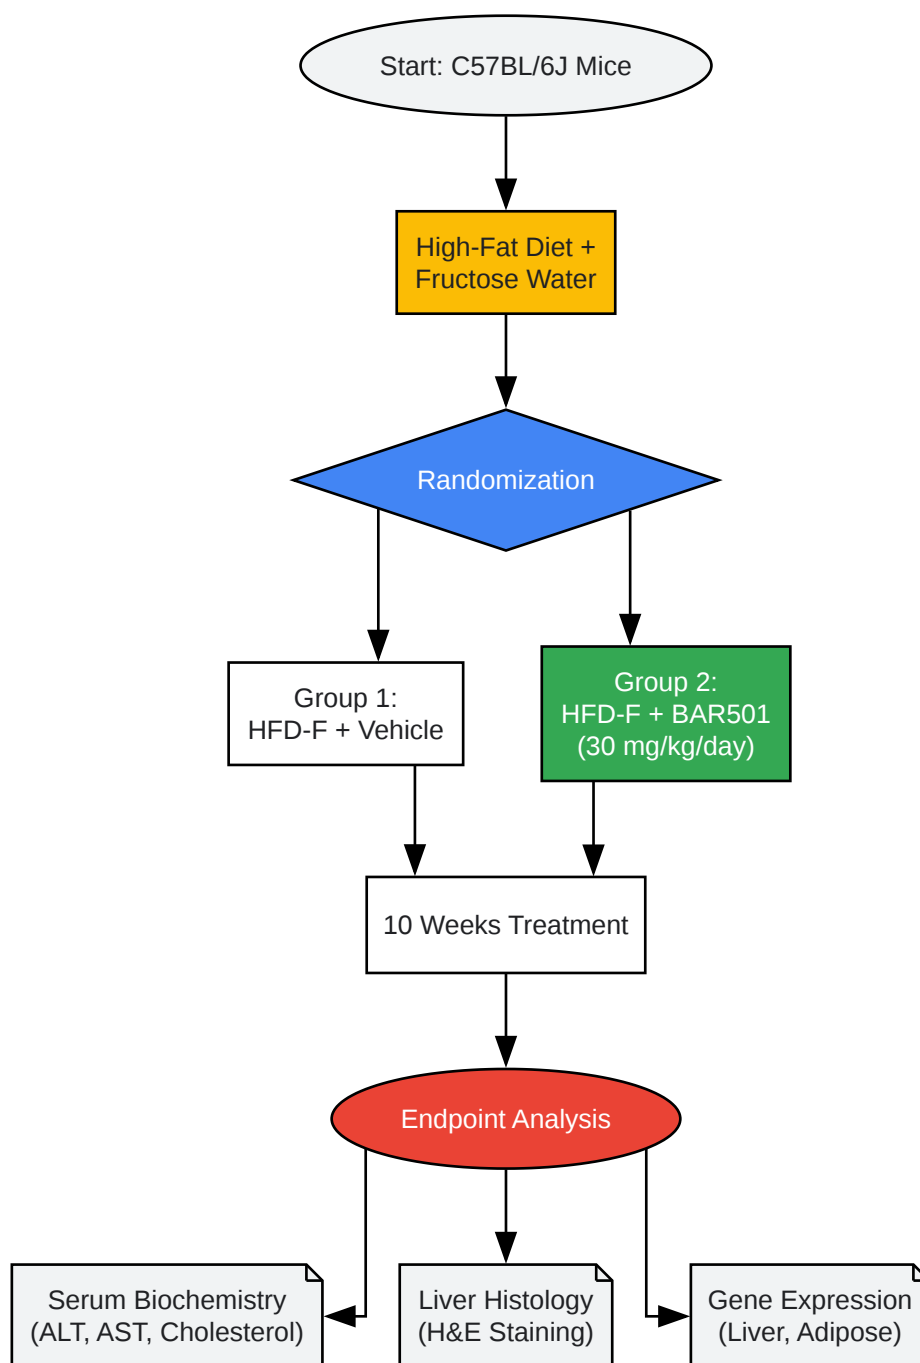 Start: C57BL/6J Mice
High-Fat Diet +
Fructose Water
Randomization
Group 1:
HFD-F + Vehicle
Group 2:
HFD-F + BAR501
(30 mg/kg/day)
10 Weeks Treatment
Endpoint Analysis
Serum Biochemistry
(ALT, AST, Cholesterol)
Liver Histology
(H&E Staining)
Gene Expression
(Liver, Adipose)